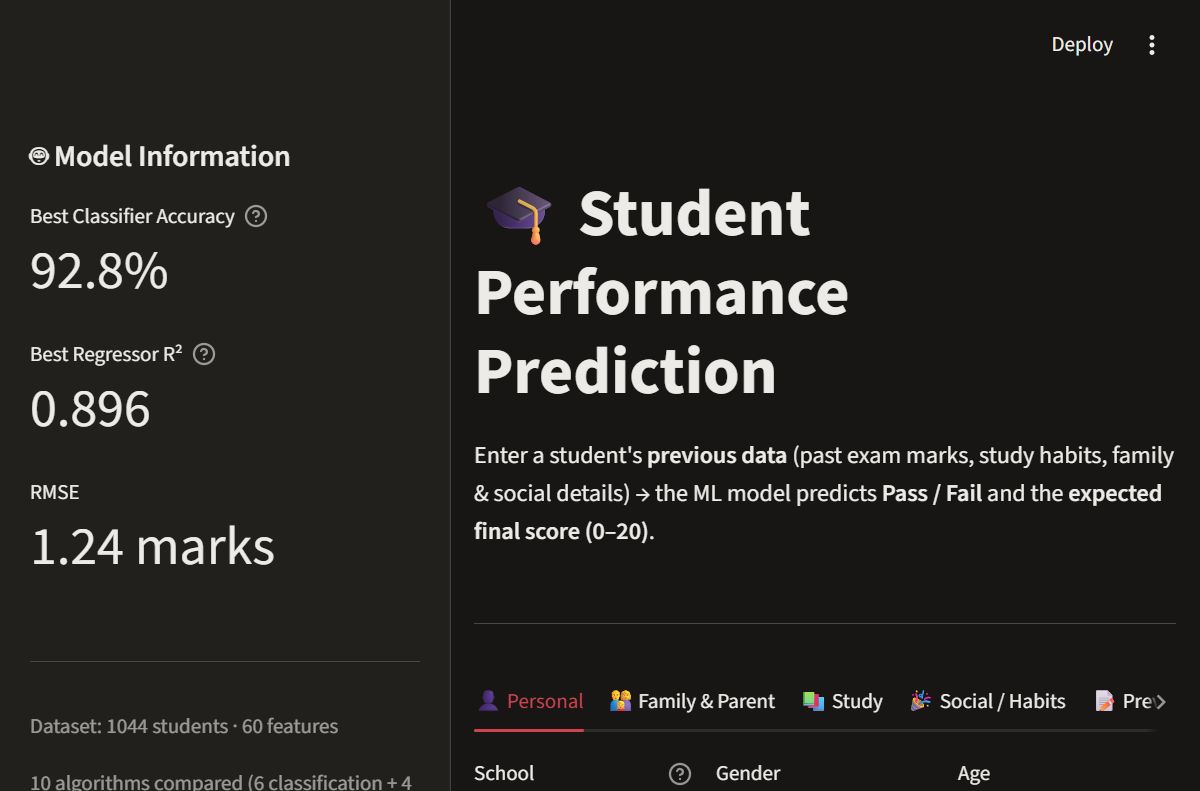 Deploy
Model Information
Best Classifier Accuracy
92.8%
Best Regressor R²
0.896
RMSE
1.24 marks
Dataset: 1044 students · 60 features
10 algorithms compared (6 classification + 4
Student
Performance
Prediction
Enter a student's previous data (past exam marks, study habits, family
& social details) → the ML model predicts Pass / Fail and the expected
final score (0–20).
Personal Family & Parent Study Social / Habits
School Gender Age